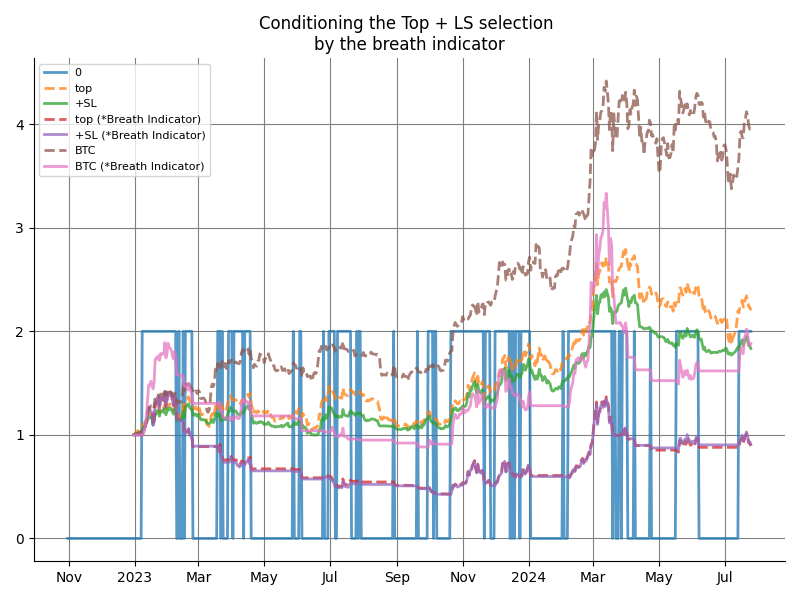 Conditioning the Top + LS selection
by the breath indicator
0
top
+SL
top (*Breath Indicator)
+SL (*Breath Indicator)
BTC
BTC (*Breath Indicator)
4
3
2
1
0
Nov
2023
Mar
May
Jul
Sep
Nov
2024
Mar
May
Jul